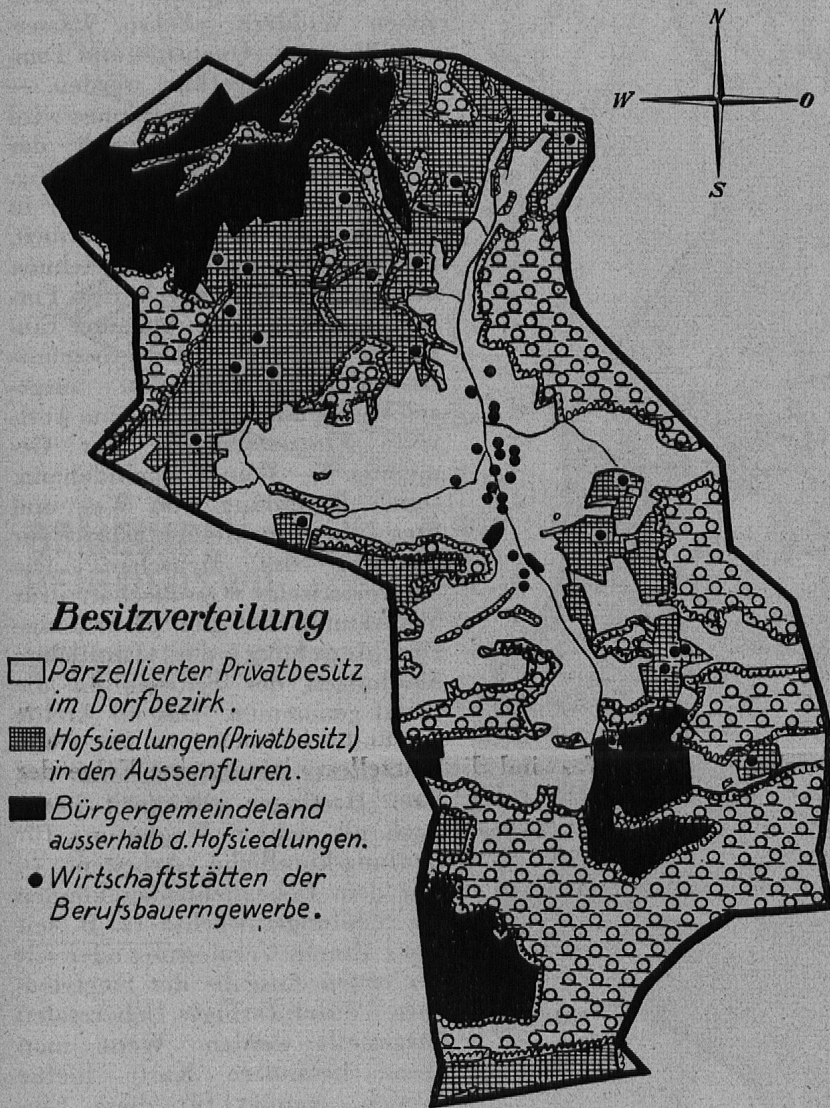 N
W O
S
Besitzverteilung
Parzellierter Privatbesitz
im Dorfbezirk.
Hofsiedlungen (Privatbesitz)
in den Aussenfluren.
Bürgergemeindeland
ausserhalb d. Hofsiedlungen.
Wirtschaftstätten der
Berufsbauerngewerbe.